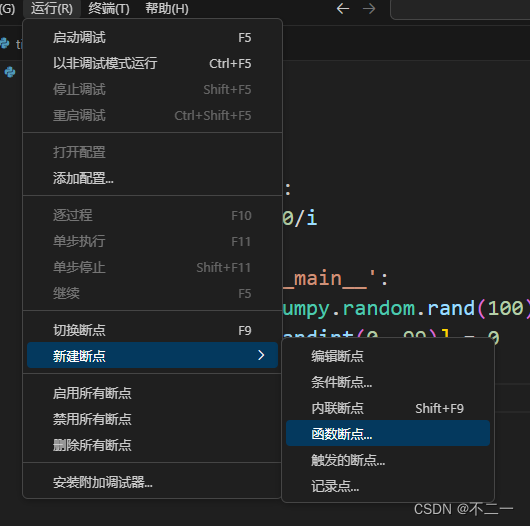 (G) 运行(R) 终端(T) 帮助(H)
启动调试 F5
以非调试模式运行 Ctrl+F5
停止调试 Shift+F5
重启调试 Ctrl+Shift+F5
打开配置
添加配置...
:
逐过程 F10
0/i
单步执行 F11
单步停止 Shift+F11
_main__':
继续 F5
umpy.random.rand(100)
切换断点 F9
新建断点
编辑断点
条件断点...
启用所有断点
内联断点 Shift+F9
禁用所有断点
函数断点...
删除所有断点
触发的断点...
安装附加调试器...
记录点...
CSDN @不二一